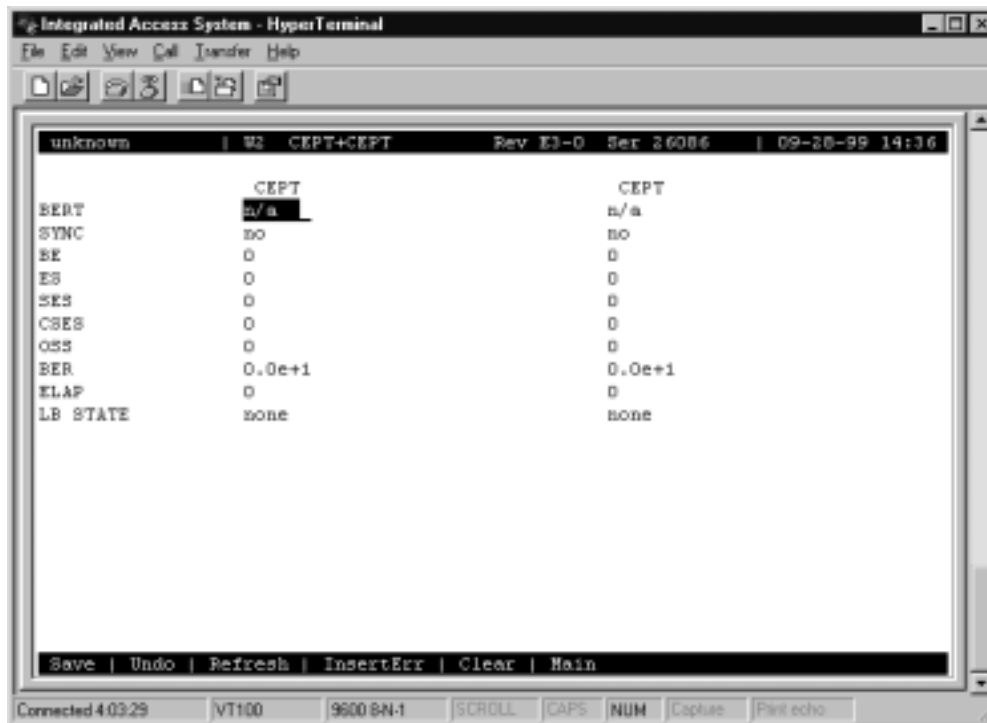 Integrated Access System - HyperTerminal
File Edit View Call Transfer Help
unknown | W2 CEPT+CEPT Rev E3-0 Ser 26086 | 09-28-99 14:36
CEPT CEPT
BERT n/a n/a
SYNC no no
BE 0 0
ES 0 0
SES 0 0
CSES 0 0
OSS 0 0
BER 0.0e+1 0.0e+1
ELAP 0 0
LB STATE none none
Save | Undo | Refresh | InsertErr | Clear | Main
Connected 4:03:29 VT100 9600 8-N-1 SCROLL CAPS NUM Capture Print echo